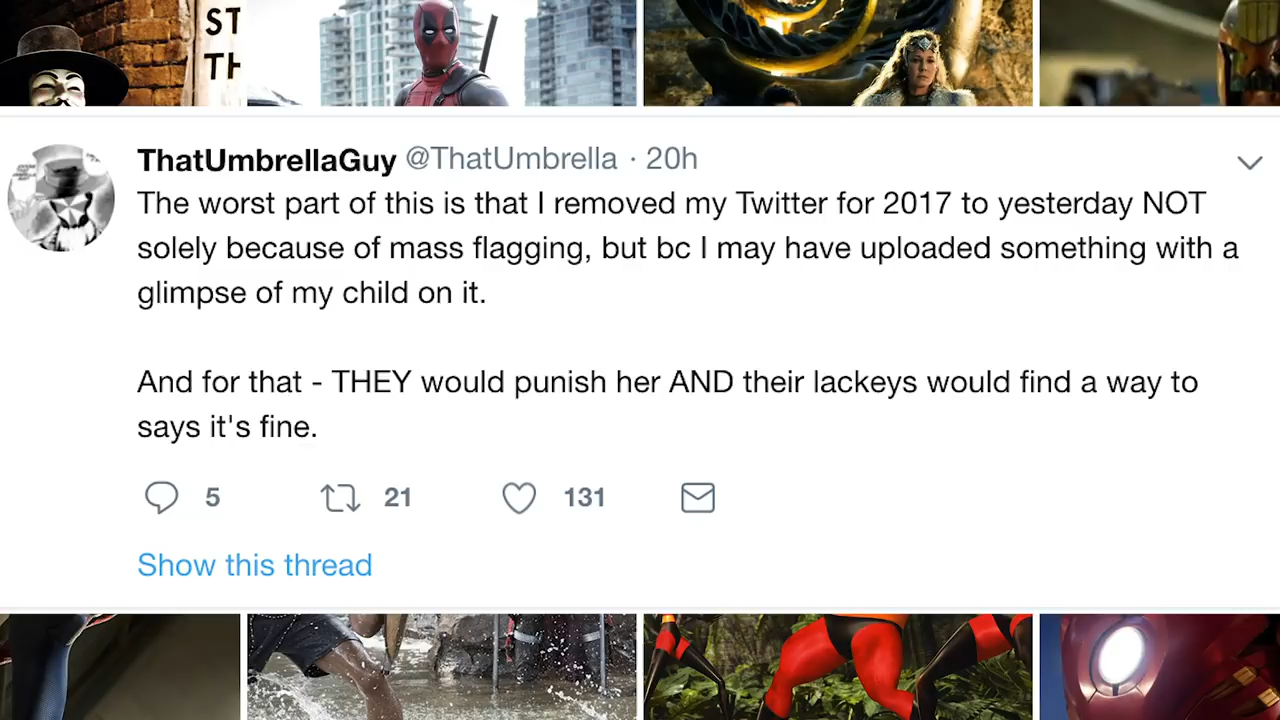 ST
TH
ThatUmbrellaGuy @ThatUmbrella · 20h
The worst part of this is that I removed my Twitter for 2017 to yesterday NOT
solely because of mass flagging, but bc I may have uploaded something with a
glimpse of my child on it.
And for that - THEY would punish her AND their lackeys would find a way to
says it's fine.
5 21 131
Show this thread